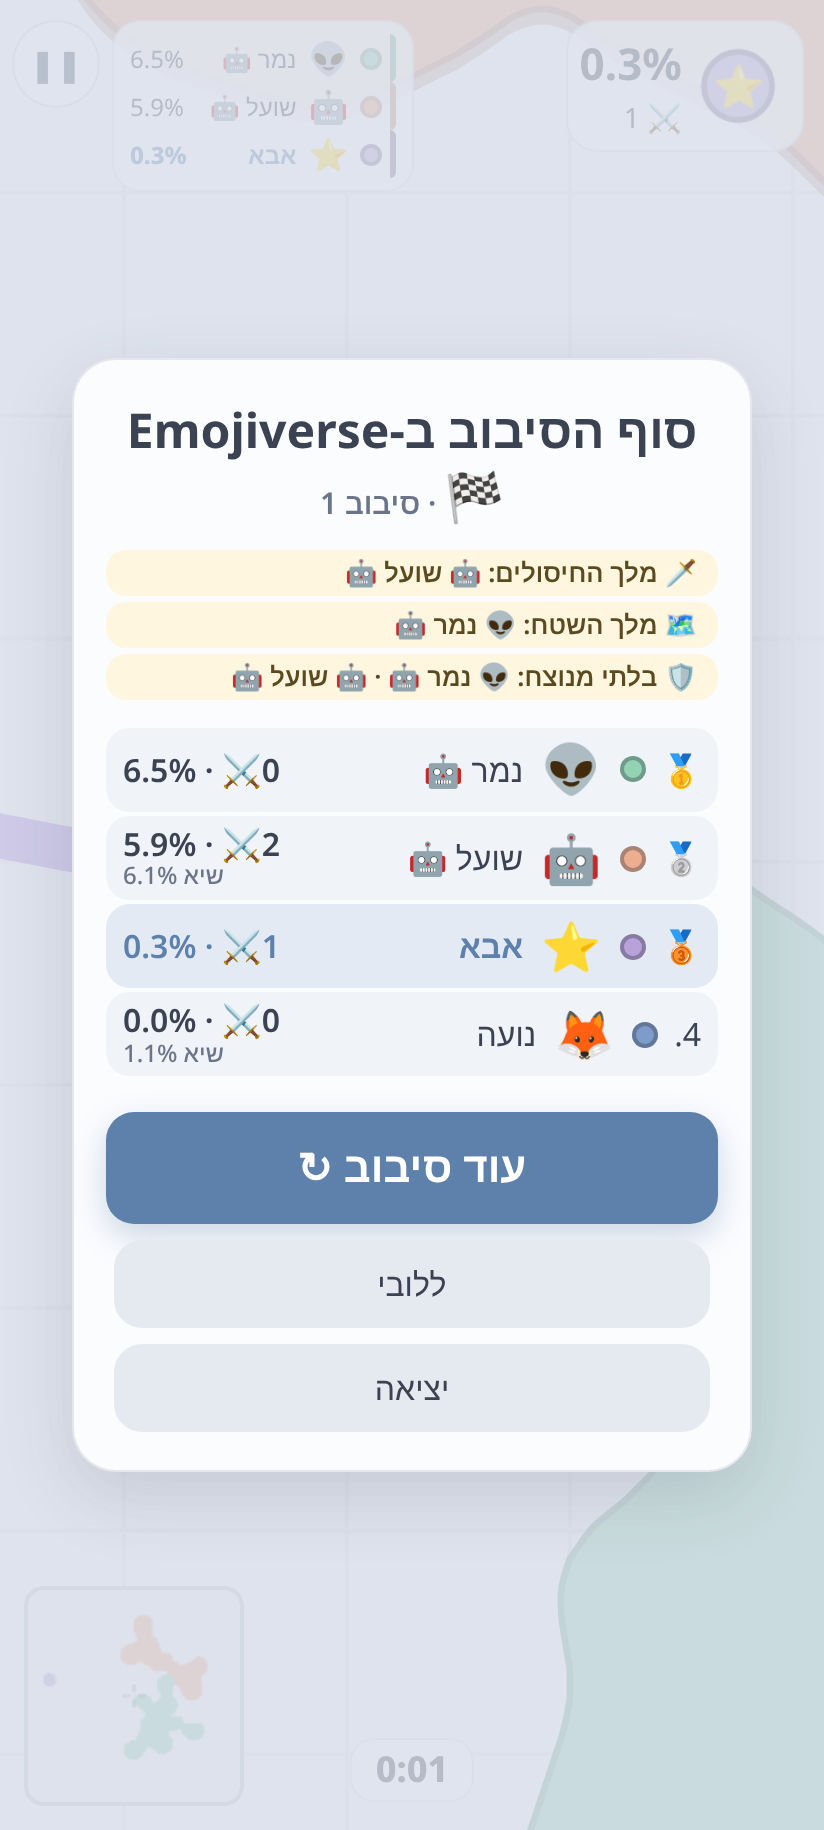 0.3%
⚔️ 1
👽 נמר 🤖 6.5%
🤖 שועל 🤖 5.9%
⭐ אבא 0.3%
סוף הסיבוב ב-Emojiverse
🏁 · סיבוב 1
🗡️ מלך החיסולים: 🤖 שועל 🤖
🗺️ מלך השטח: 👽 נמר 🤖
🛡️ בלתי מנוצח: 👽 נמר 🤖 · 🤖 שועל 🤖
🥇 👽 נמר 🤖 6.5% · ⚔️0
🥈 🤖 שועל 🤖 5.9% · ⚔️2
שיא 6.1%
🥉 ⭐ אבא 0.3% · ⚔️1
4. 🦊 נועה 0.0% · ⚔️0
שיא 1.1%
עוד סיבוב ↻
ללובי
יציאה
0:01